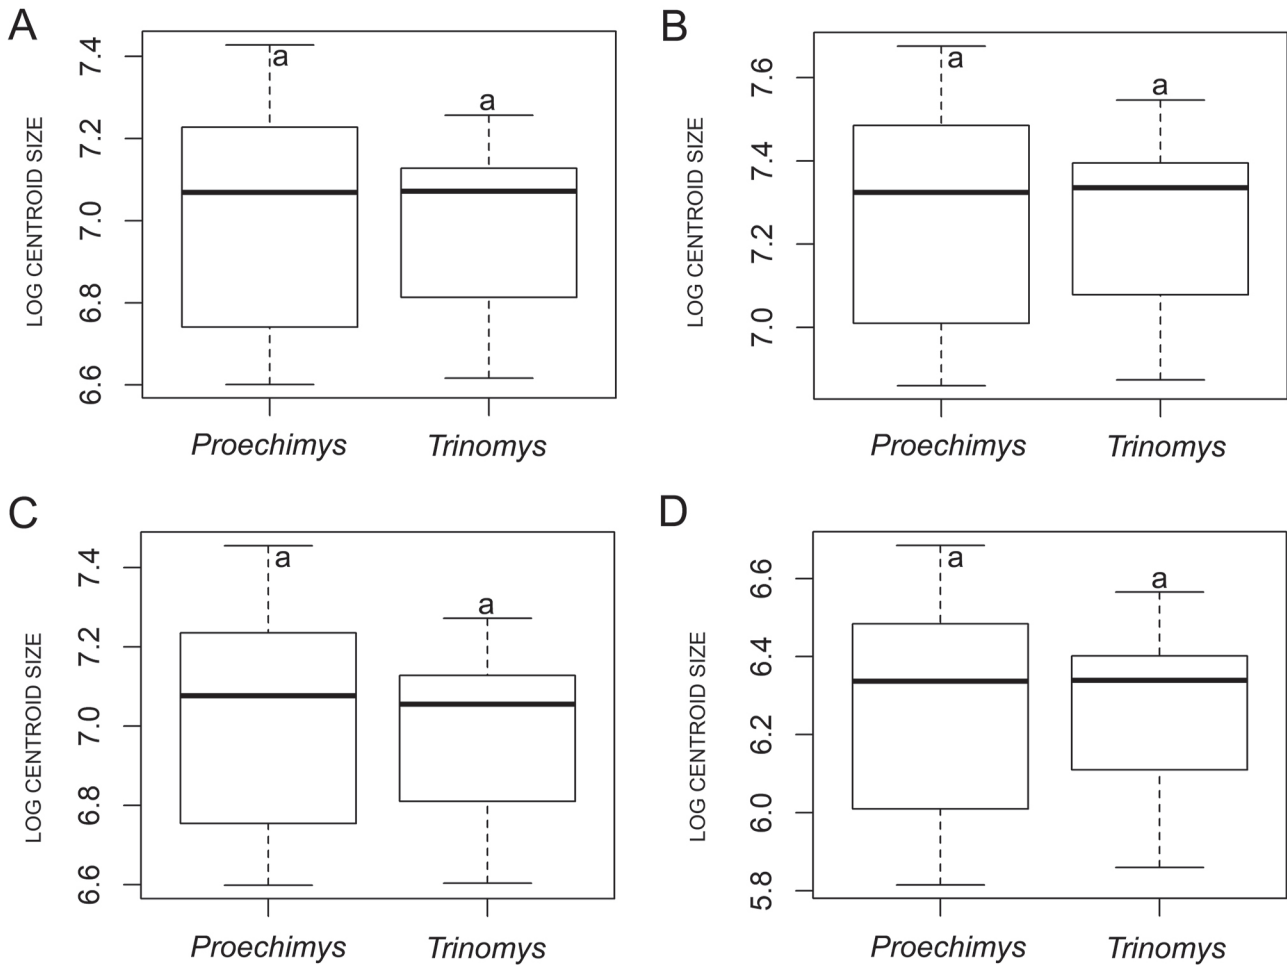 A
LOG CENTROID SIZE
7.4
7.2
7.0
6.8
6.6
a
a
Proechimys
Trinomys
B
LOG CENTROID SIZE
7.6
7.4
7.2
7.0
a
a
Proechimys
Trinomys
C
LOG CENTROID SIZE
7.4
7.2
7.0
6.8
6.6
a
a
Proechimys
Trinomys
D
LOG CENTROID SIZE
6.6
6.4
6.2
6.0
5.8
a
a
Proechimys
Trinomys